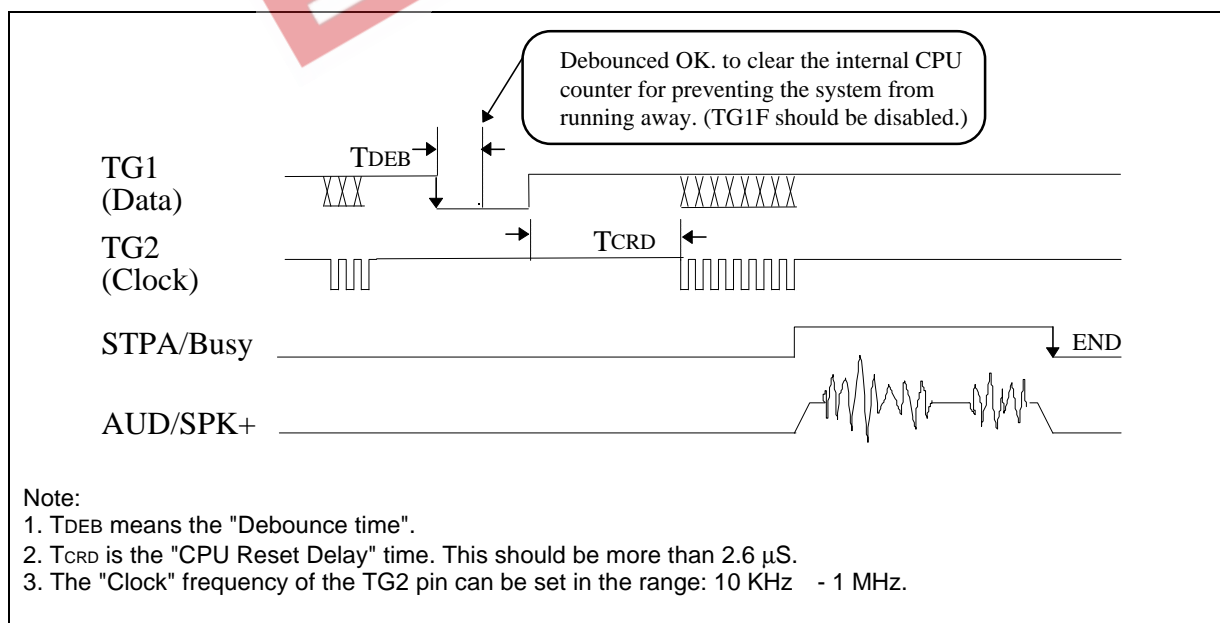 Debounced OK. to clear the internal CPU
counter for preventing the system from
running away. (TG1F should be disabled.)
TDEB
TG1
(Data)
TG2
(Clock)
TCRD
STPA/Busy
END
AUD/SPK+
Note:
1. TDEB means the "Debounce time".
2. TCRD is the "CPU Reset Delay" time. This should be more than 2.6 μS.
3. The "Clock" frequency of the TG2 pin can be set in the range: 10 KHz - 1 MHz.